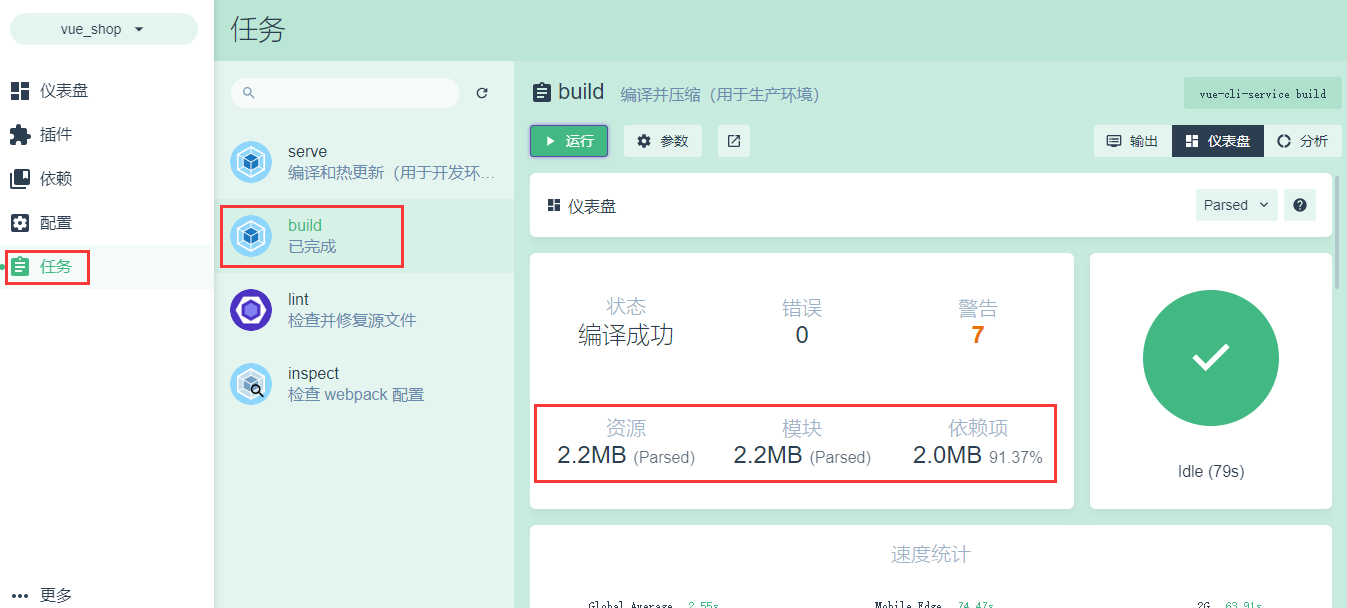 vue_shop
任务
仪表盘
插件
依赖
配置
任务
更多
serve
编译和热更新（用于开发环…
build
已完成
lint
检查并修复源文件
inspect
检查 webpack 配置
build 编译并压缩（用于生产环境）
vue-cli-service build
运行 参数 输出 仪表盘 分析
仪表盘 Parsed
状态 错误 警告
编译成功 0 7
资源 模块 依赖项
2.2MB (Parsed) 2.2MB (Parsed) 2.0MB 91.37%
Idle (79s)
速度统计
Global Average 2.55s Mobile Edge 74.47s 2G 63.91s